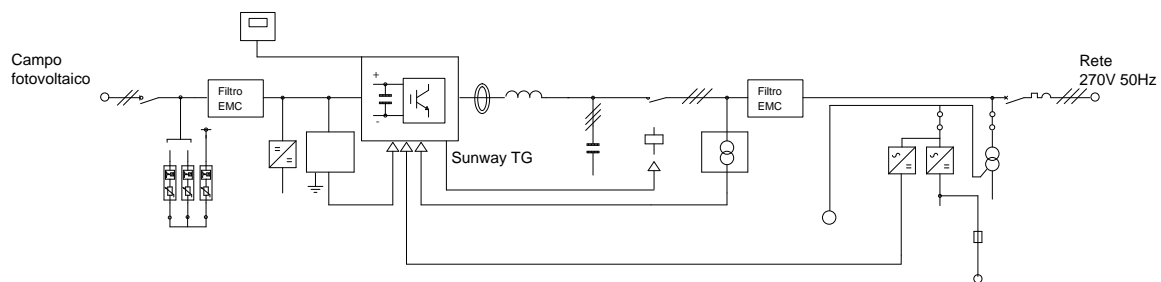 Campo
fotovoltaico
Filtro
EMC
+
-
Sunway TG
Filtro
EMC
Rete
270V 50Hz